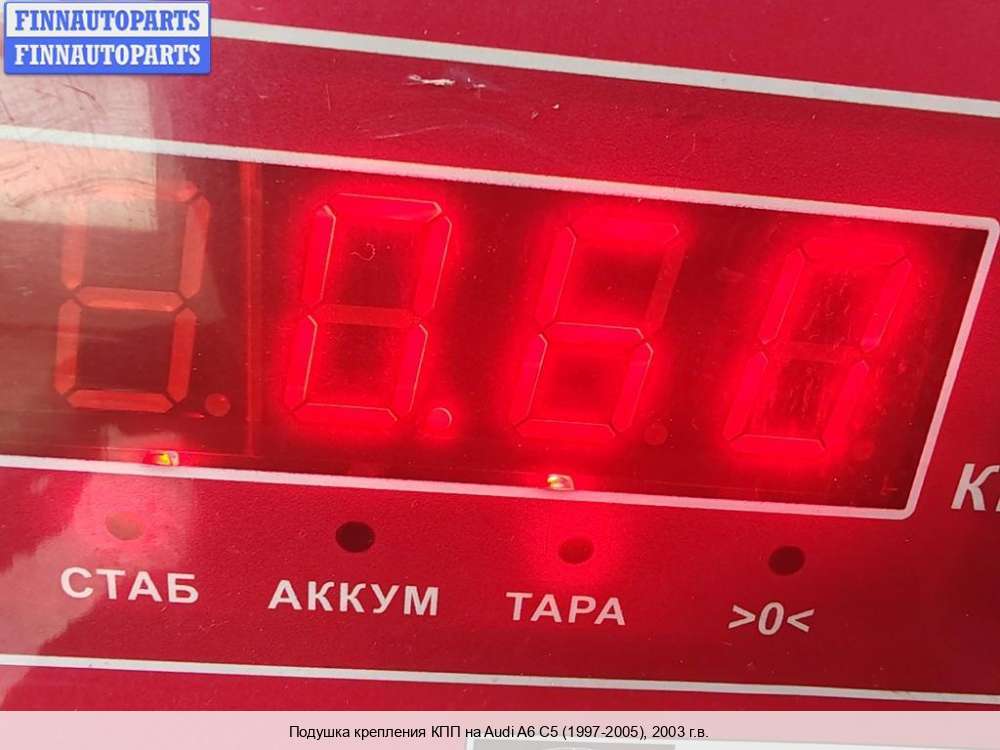 FINNAUTOPARTS
FINNAUTOPARTS
0.60
СТАБ АККУМ ТАРА >0<
Подушка крепления КПП на Audi A6 C5 (1997-2005), 2003 г.в.